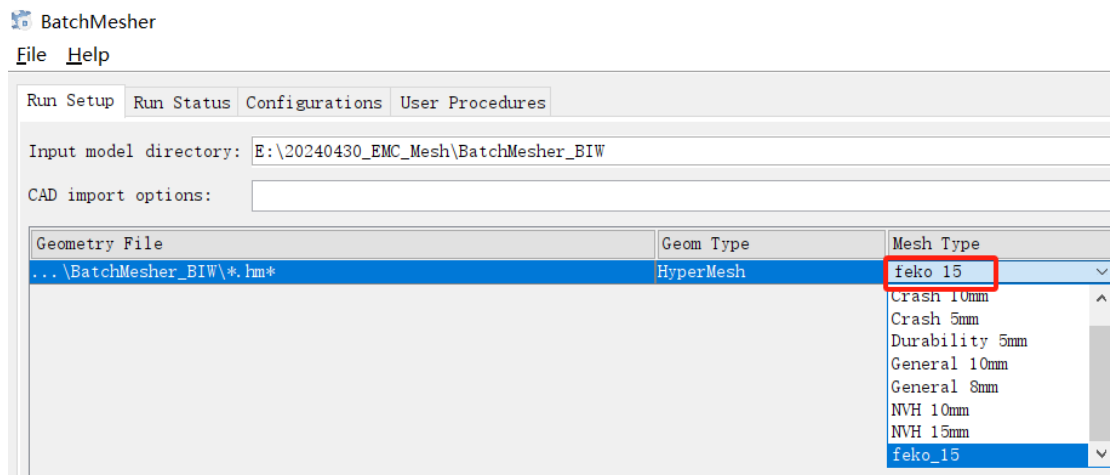 BatchMesher
File Help
Run Setup Run Status Configurations User Procedures
Input model directory: E:\20240430_EMC_Mesh\BatchMesher_BIW
CAD import options:
Geometry File Geom Type Mesh Type
...\BatchMesher_BIW\*.hm* HyperMesh feko 15
Crash 10mm
Crash 5mm
Durability 5mm
General 10mm
General 8mm
NVH 10mm
NVH 15mm
feko_15